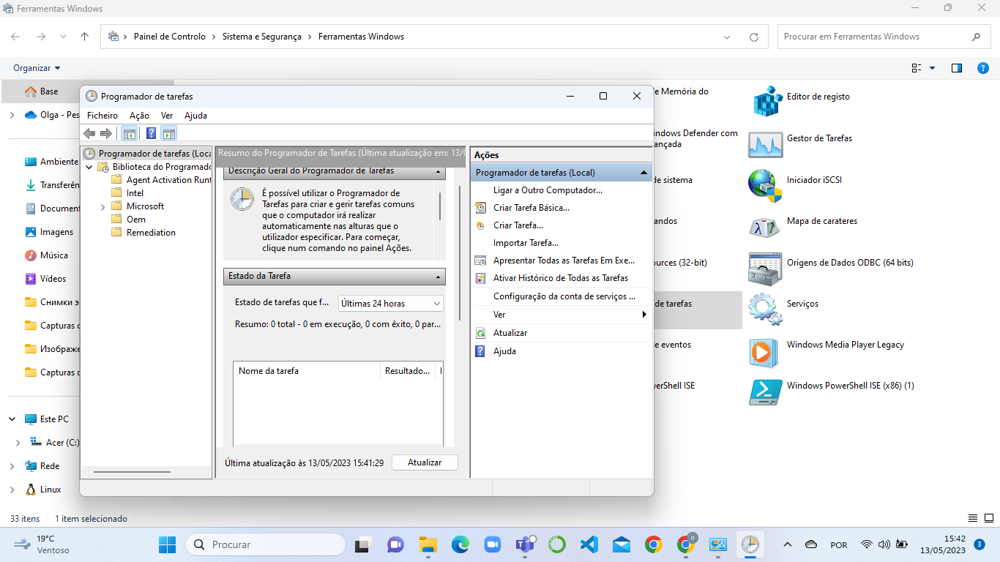 Ferramentas Windows
Painel de Controlo
Sistema e Segurança
Ferramentas Windows
Procurar em Ferramentas Windows
Organizar
Base
Olga - Pes
Ambiente
Transferên
Document
Imagens
Música
Vídeos
Снимки э
Capturas d
Изображе
Capturas d
Este PC
Acer (C:)
Rede
Linux
Programador de tarefas
Ficheiro Ação Ver Ajuda
Programador de tarefas (Loca
Biblioteca do Programado
Agent Activation Runt
Intel
Microsoft
Oem
Remediation
Resumo do Programador de Tarefas (Última atualização em: 13/0
Descrição Geral do Programador de Tarefas
É possível utilizar o Programador de
Tarefas para criar e gerir tarefas comuns
que o computador irá realizar
automaticamente nas alturas que o
utilizador especificar. Para começar,
clique num comando no painel Ações.
Estado da Tarefa
Estado de tarefas que f...
Últimas 24 horas
Resumo: 0 total - 0 em execução, 0 com êxito, 0 par...
Nome da tarefa
Resultado...
Última atualização às 13/05/2023 15:41:29
Atualizar
Ações
Programador de tarefas (Local)
Ligar a Outro Computador...
Criar Tarefa Básica...
Criar Tarefa...
Importar Tarefa...
Apresentar Todas as Tarefas Em Exe...
Ativar Histórico de Todas as Tarefas
Configuração da conta de serviços ...
Ver
Atualizar
Ajuda
e Memória do
indows Defender com
ançada
de sistema
andos
ources (32-bit)
de tarefas
e eventos
verShell ISE
Editor de registo
Gestor de Tarefas
Iniciador iSCSI
Mapa de carateres
Origens de Dados ODBC (64 bits)
Serviços
Windows Media Player Legacy
Windows PowerShell ISE (x86) (1)
33 itens
1 item selecionado
19°C
Ventoso
Procurar
POR
15:42
13/05/2023
3